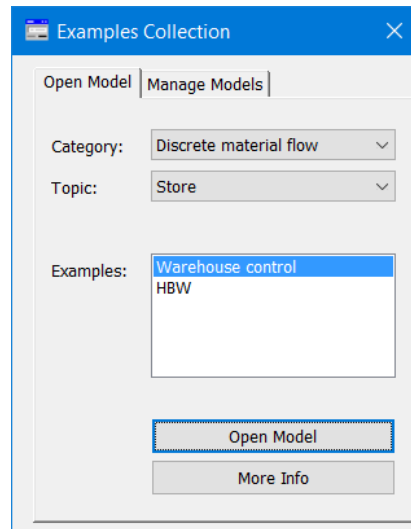 Examples Collection
Open Model
Manage Models
Category:
Discrete material flow
Topic:
Store
Examples:
Warehouse control
HBW
Open Model
More Info